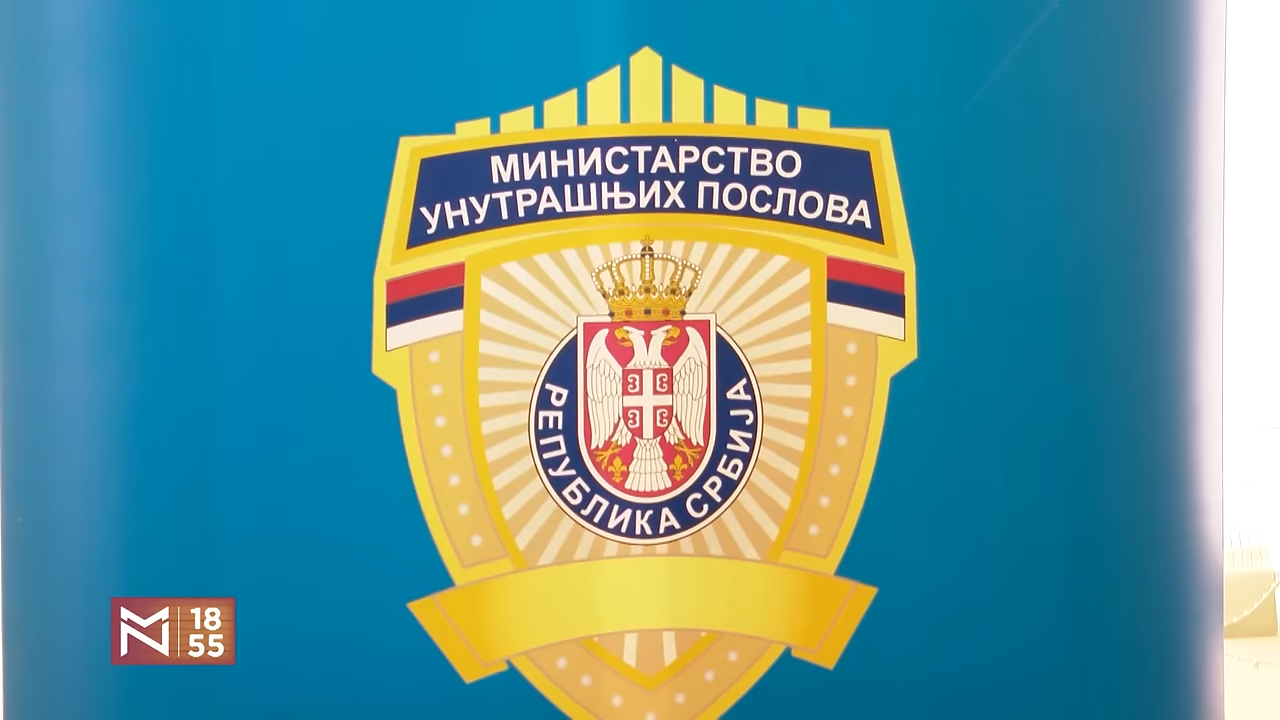 МИНИСТАРСТВО
УНУТРАШЊИХ ПОСЛОВА
РЕПУБЛИКА СРБИЈА
18
55